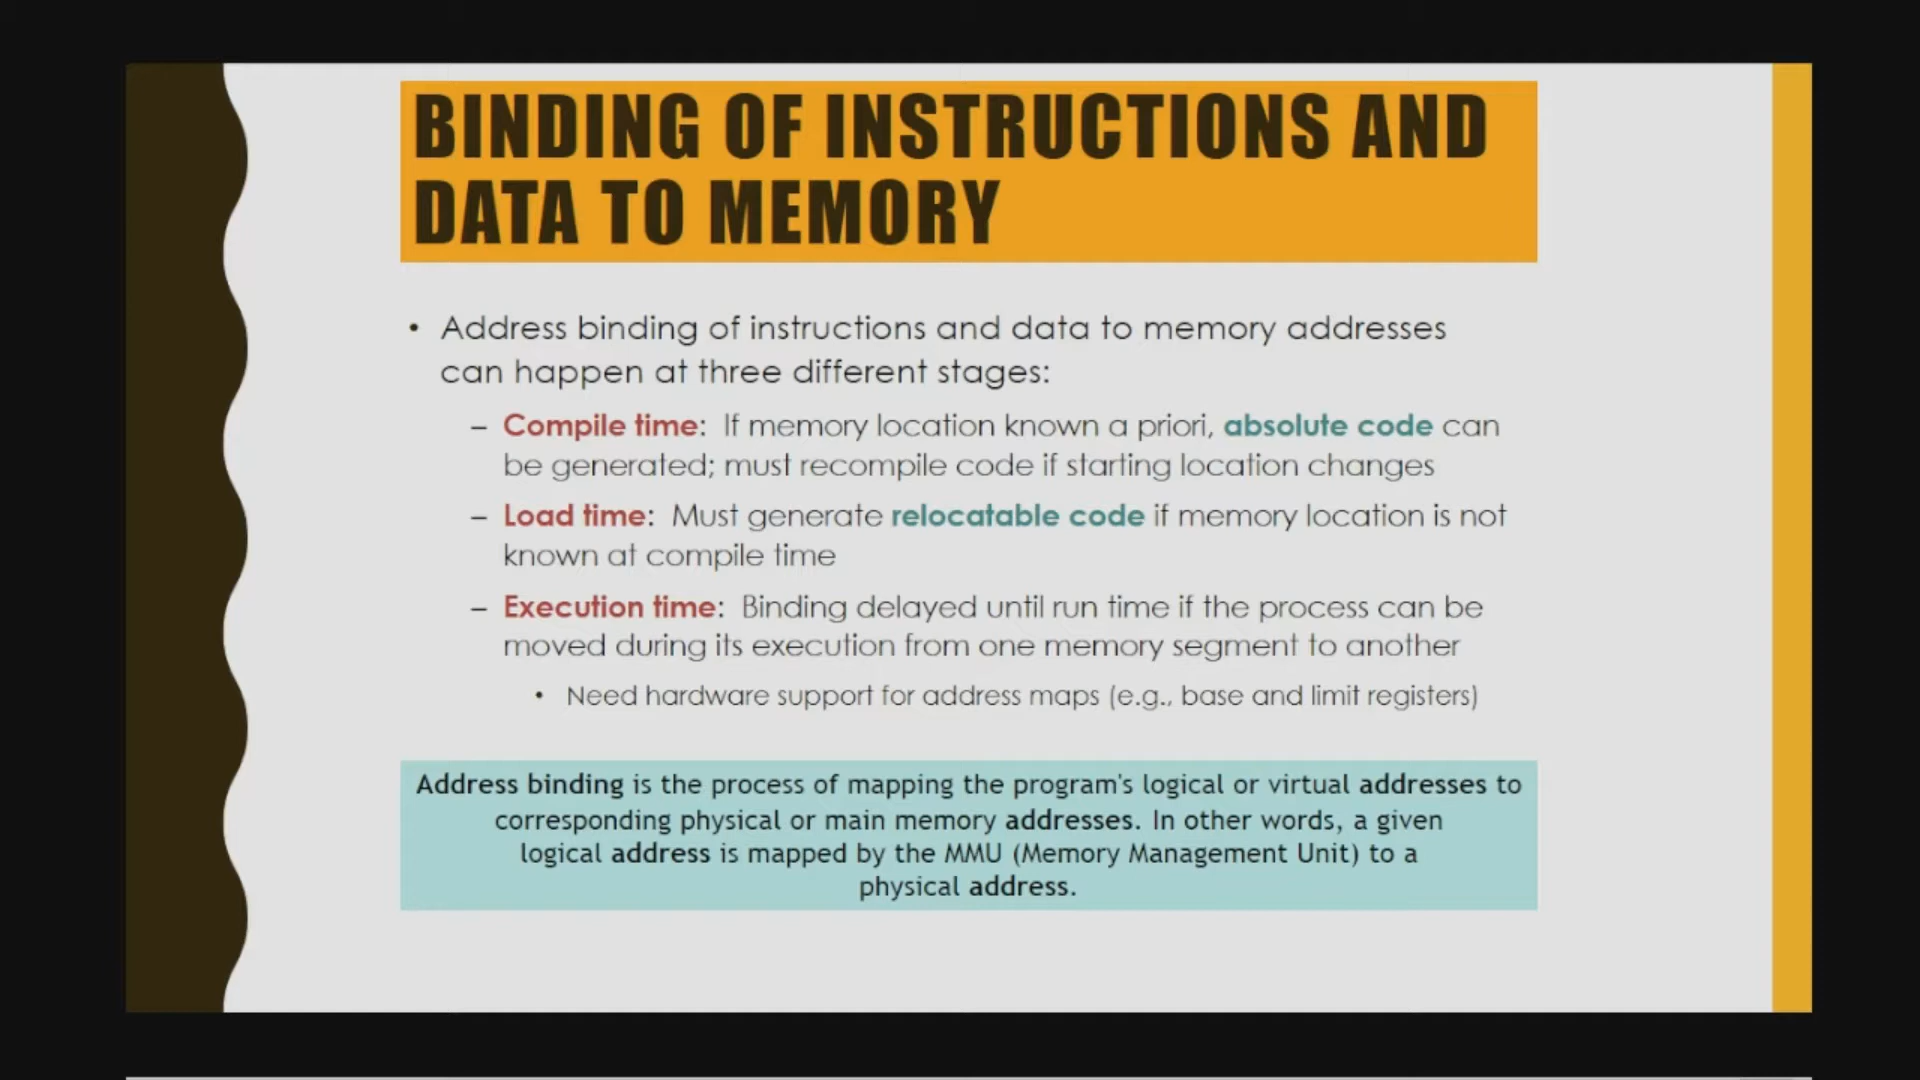 BINDING OF INSTRUCTIONS AND
DATA TO MEMORY
• Address binding of instructions and data to memory addresses
can happen at three different stages:
– Compile time: If memory location known a priori, absolute code can
be generated; must recompile code if starting location changes
– Load time: Must generate relocatable code if memory location is not
known at compile time
– Execution time: Binding delayed until run time if the process can be
moved during its execution from one memory segment to another
• Need hardware support for address maps (e.g., base and limit registers)
Address binding is the process of mapping the program's logical or virtual addresses to
corresponding physical or main memory addresses. In other words, a given
logical address is mapped by the MMU (Memory Management Unit) to a
physical address.